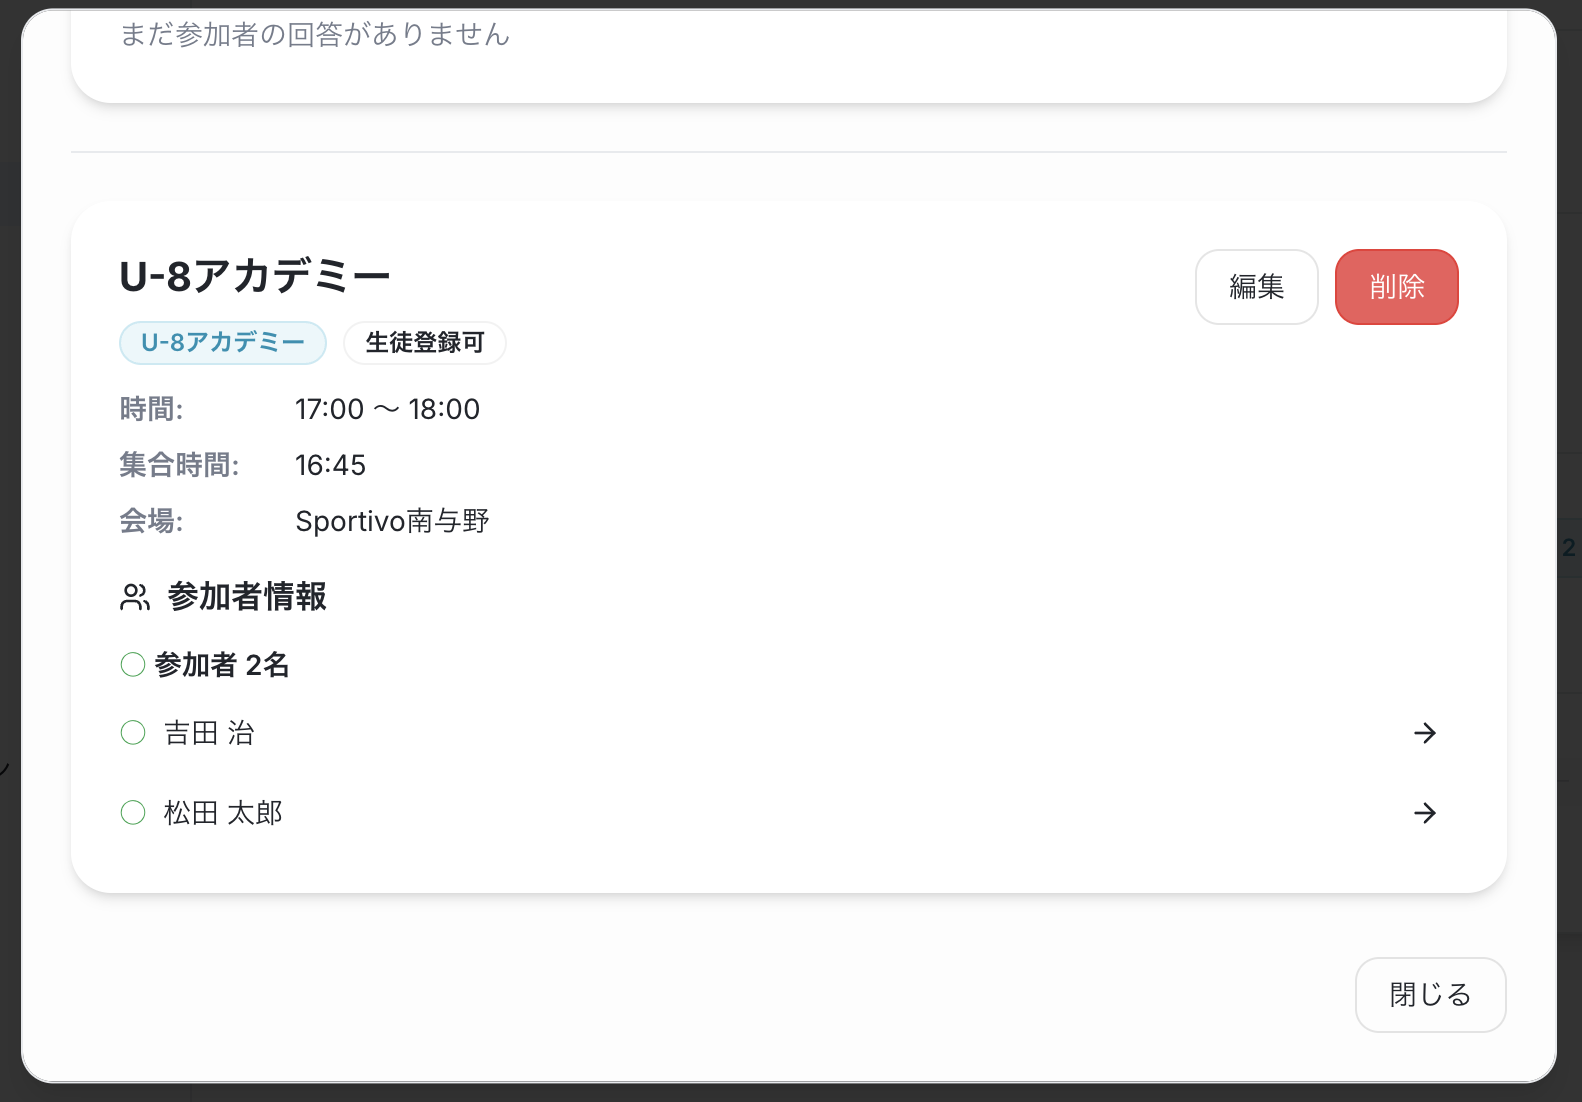 まだ参加者の回答がありません
U-8アカデミー
編集
削除
U-8アカデミー
生徒登録可
時間: 17:00 〜 18:00
集合時間: 16:45
会場: Sportivo南与野
参加者情報
参加者 2名
吉田 治
松田 太郎
閉じる
2